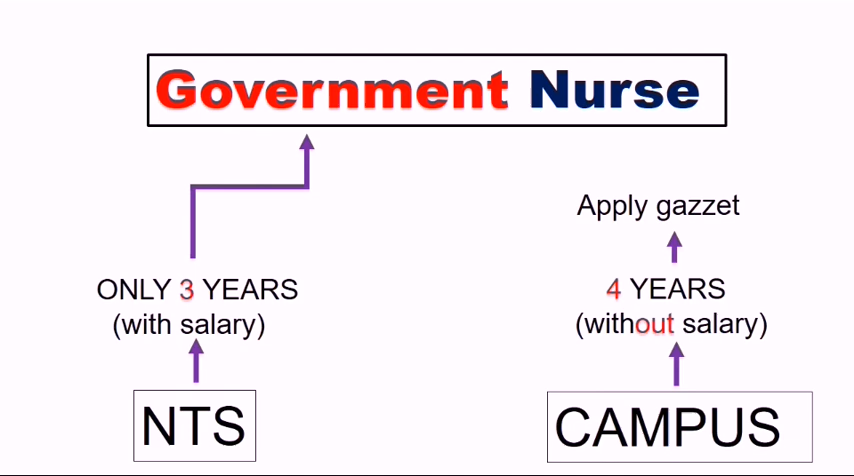 Government Nurse
Apply gazzet
ONLY 3 YEARS
(with salary)
4 YEARS
(without salary)
NTS
CAMPUS